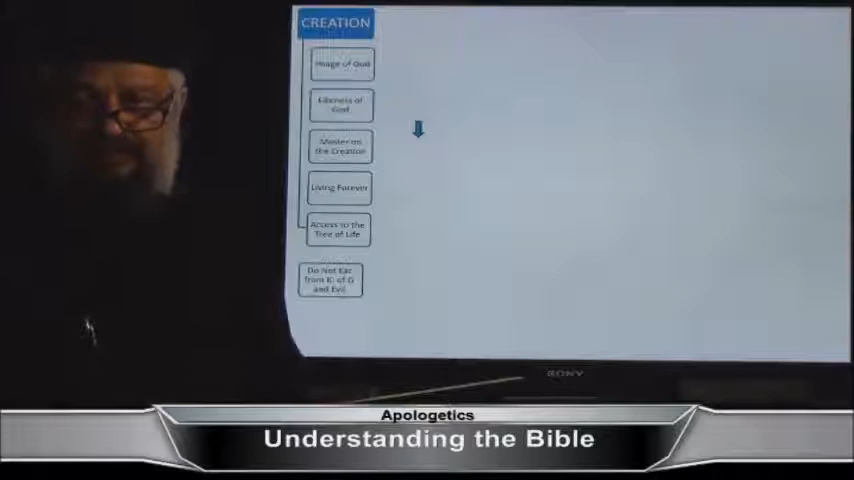 CREATION
Image of God
Likeness of
God
Master on
the Creation
Living Forever
Access to the
Tree of Life
Do Not Eat
from K. of G
and Evil
SONY
Apologetics
Understanding the Bible